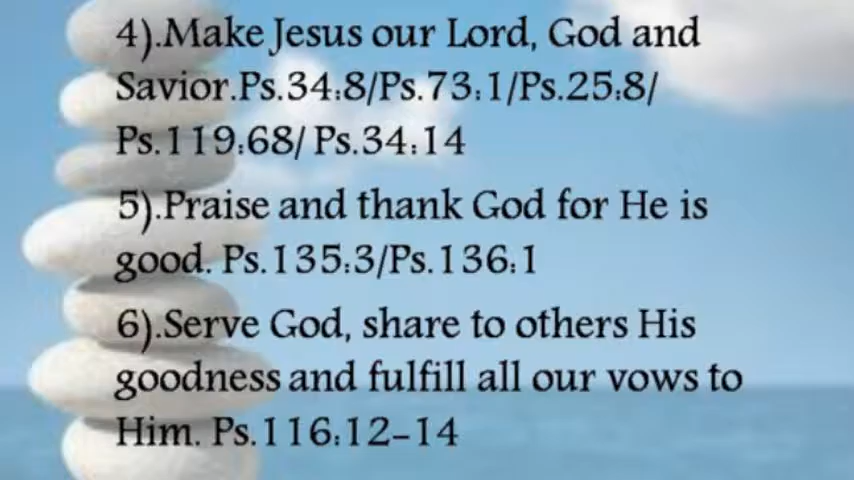 4).Make Jesus our Lord, God and
Savior.Ps.34:8/Ps.73:1/Ps.25:8/
Ps.119:68/ Ps.34:14
5).Praise and thank God for He is
good. Ps.135:3/Ps.136:1
6).Serve God, share to others His
goodness and fulfill all our vows to
Him. Ps.116:12-14